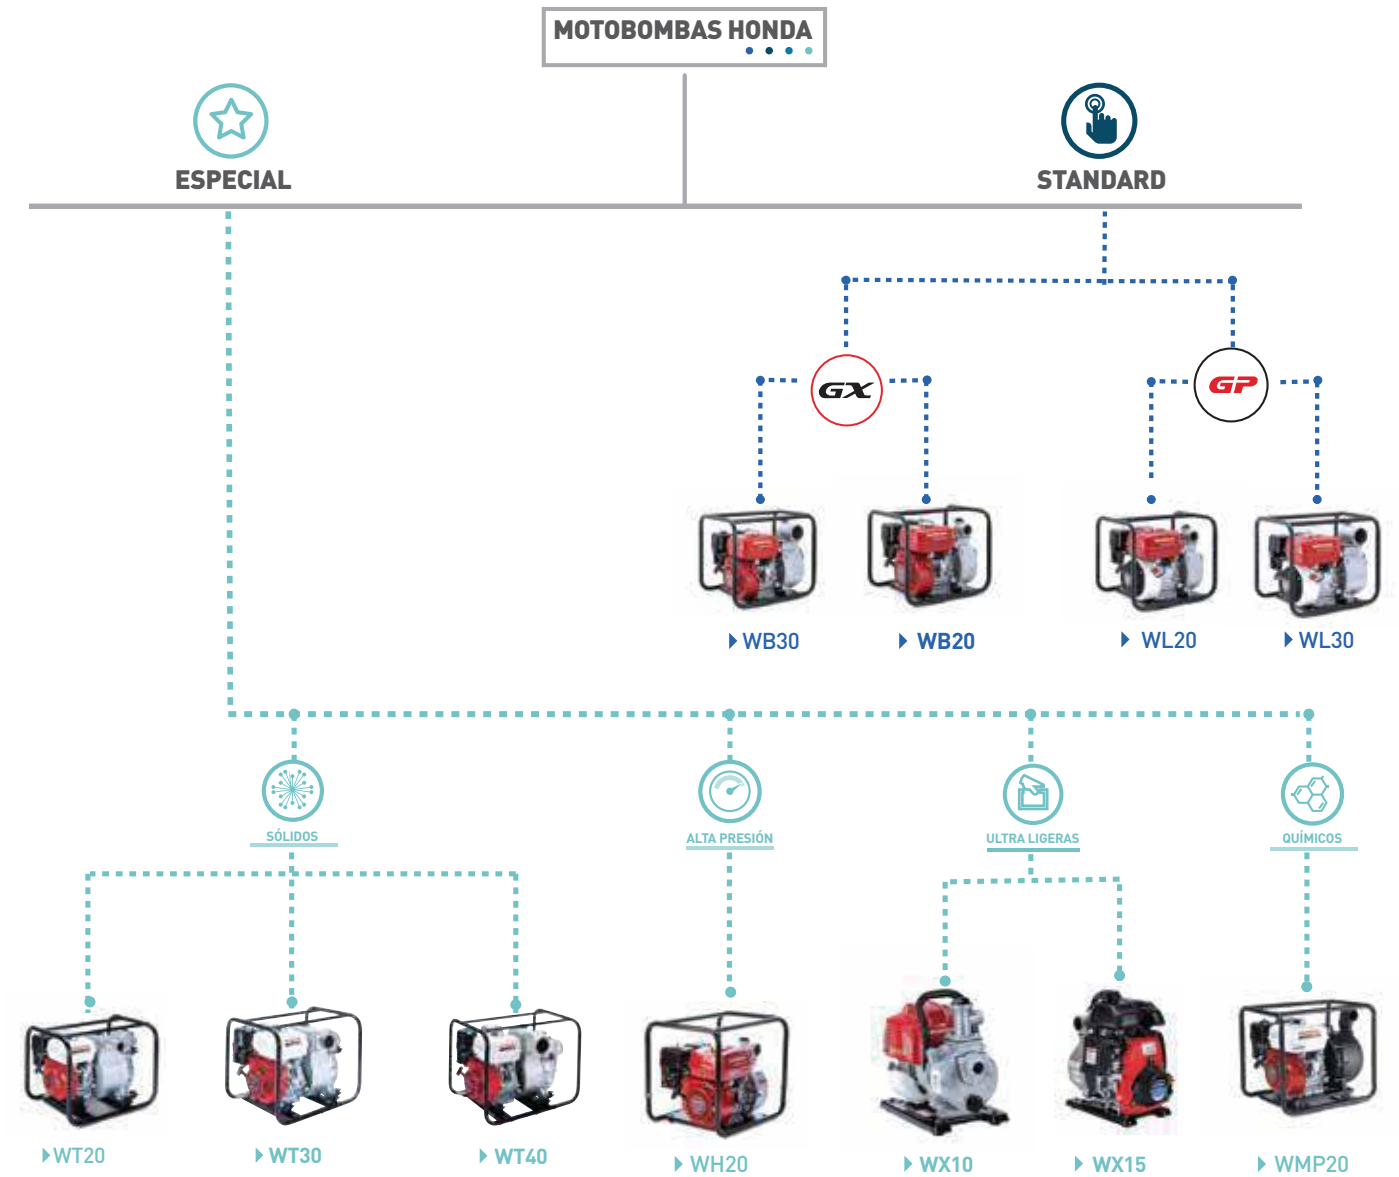 MOTOBOMBAS HONDA
ESPECIAL
STANDARD
GX
GP
WB30
WB20
WL20
WL30
SÓLIDOS
ALTA PRESIÓN
ULTRA LIGERAS
QUÍMICOS
WT20
WT30
WT40
WH20
WX10
WX15
WMP20